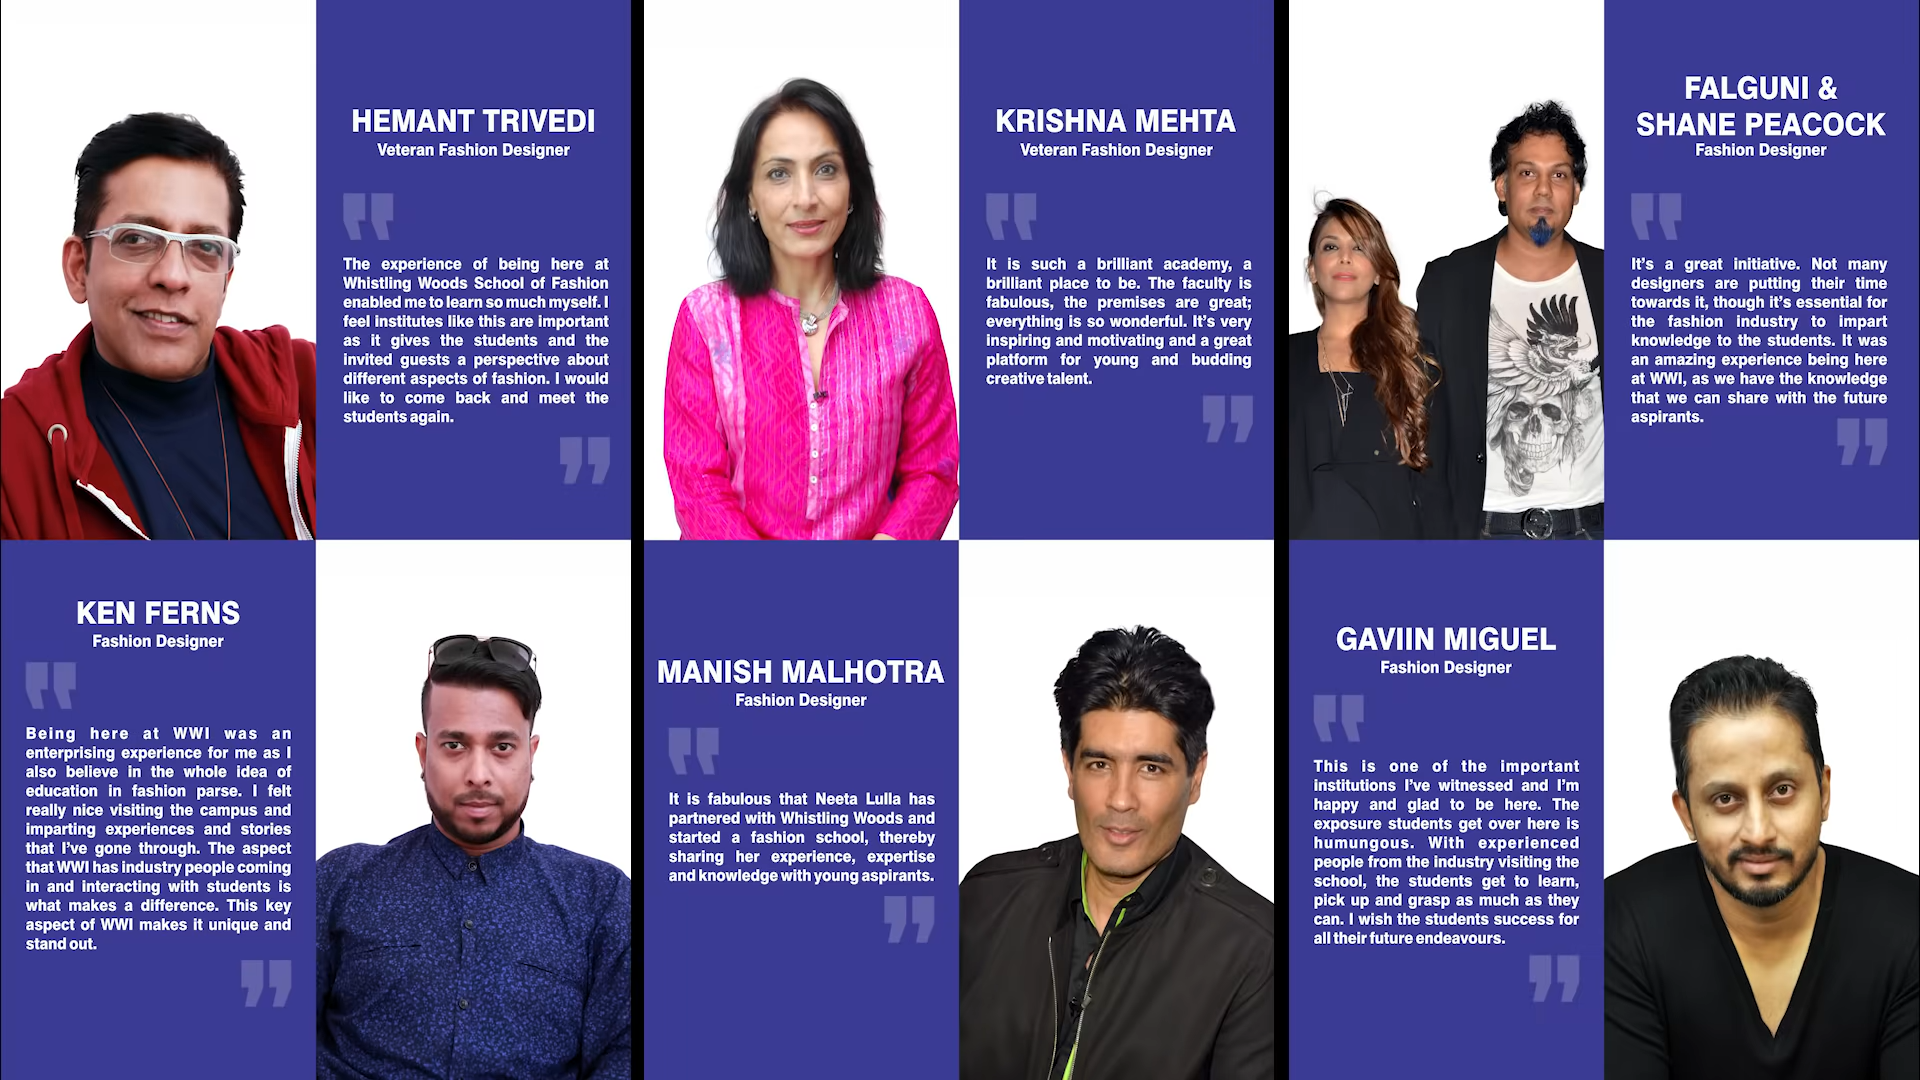 HEMANT TRIVEDI
Veteran Fashion Designer
The experience of being here at
Whistling Woods School of Fashion
enabled me to learn so much myself. I
feel institutes like this are important
as it gives the students and the
invited guests a perspective about
different aspects of fashion. I would
like to come back and meet the
students again.
KRISHNA MEHTA
Veteran Fashion Designer
It is such a brilliant academy, a
brilliant place to be. The faculty is
fabulous, the premises are great;
everything is so wonderful. It's very
inspiring and motivating and a great
platform for young and budding
creative talent.
FALGUNI &
SHANE PEACOCK
Fashion Designer
It's a great initiative. Not many
designers are putting their time
towards it, though it's essential for
the fashion industry to impart
knowledge to the students. It was
an amazing experience being here
at WWI, as we have the knowledge
that we can share with the future
aspirants.
KEN FERNS
Fashion Designer
Being here at WWI was an
enterprising experience for me as I
also believe in the whole idea of
education in fashion parse. I felt
really nice visiting the campus and
imparting experiences and stories
that I've gone through. The aspect
that WWI has industry people coming
in and interacting with students is
what makes a difference. This key
aspect of WWI makes it unique and
stand out.
MANISH MALHOTRA
Fashion Designer
It is fabulous that Neeta Lulla has
partnered with Whistling Woods and
started a fashion school, thereby
sharing her experience, expertise
and knowledge with young aspirants.
GAVIIN MIGUEL
Fashion Designer
This is one of the important
institutions I've witnessed and I'm
happy and glad to be here. The
exposure students get over here is
humungous. With experienced
people from the industry visiting the
school, the students get to learn,
pick up and grasp as much as they
can. I wish the students success for
all their future endeavours.